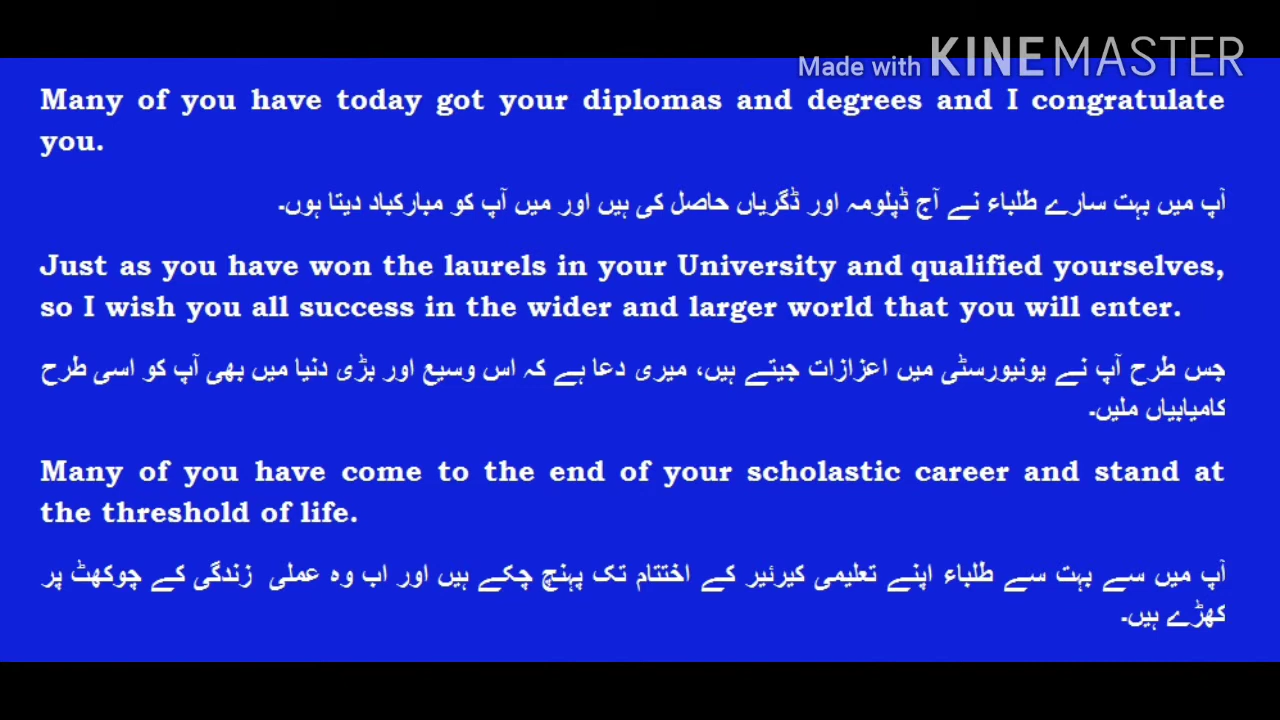 Made with KINEMASTER
Many of you have today got your diplomas and degrees and I congratulate
you.
آپ میں بہت سارے طلباء نے آج ڈپلومہ اور ڈگریاں حاصل کی ہیں اور میں آپ کو مبارکباد دیتا ہوں۔
Just as you have won the laurels in your University and qualified yourselves,
so I wish you all success in the wider and larger world that you will enter.
جس طرح آپ نے یونیورسٹی میں اعزازات جیتے ہیں، میری دعا ہے کہ اس وسیع اور بڑی دنیا میں بھی آپ کو اسی طرح
کامیابیاں ملیں۔
Many of you have come to the end of your scholastic career and stand at
the threshold of life.
آپ میں سے بہت سے طلباء اپنے تعلیمی کیرئیر کے اختتام تک پہنچ چکے ہیں اور اب وہ عملی زندگی کے چوکھٹ پر
کھڑے ہیں۔